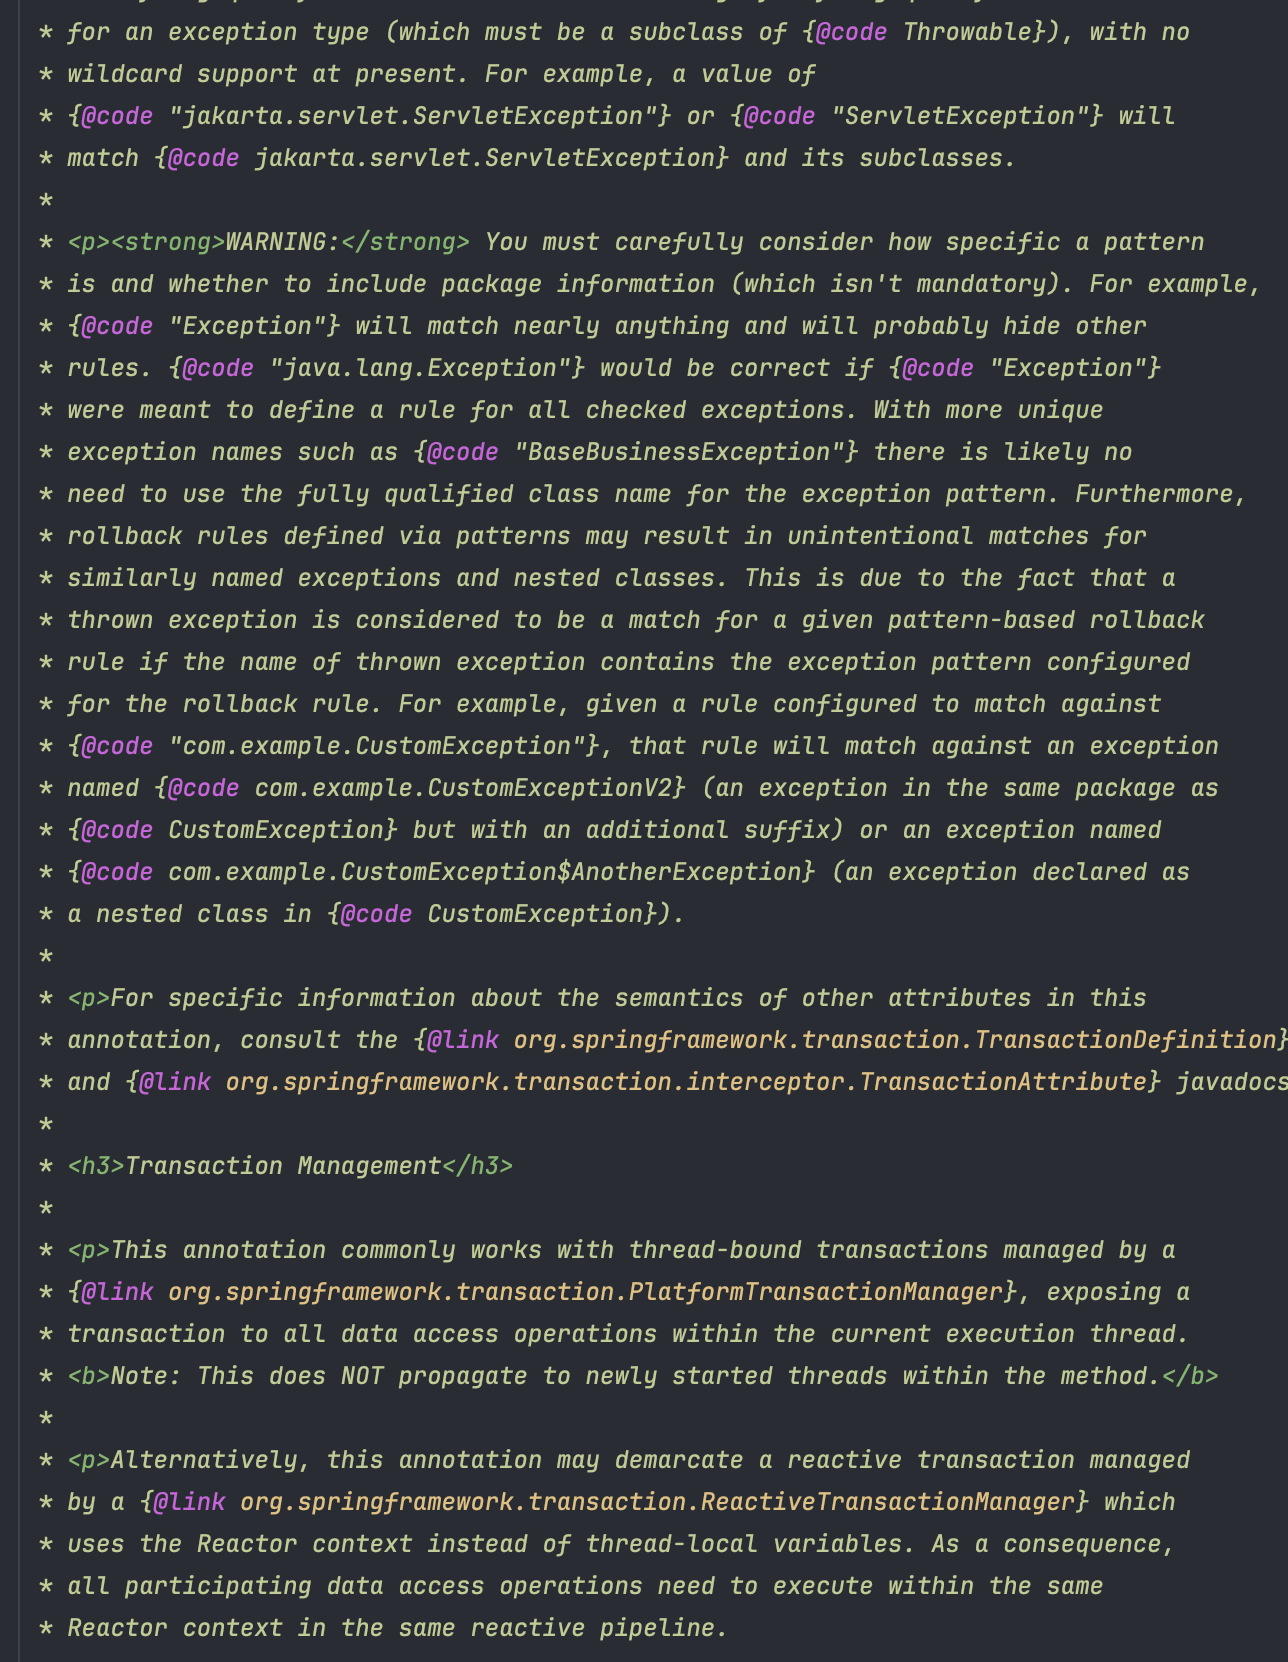 * for an exception type (which must be a subclass of {@code Throwable}), with no
* wildcard support at present. For example, a value of
* {@code "jakarta.servlet.ServletException"} or {@code "ServletException"} will
* match {@code jakarta.servlet.ServletException} and its subclasses.
*
* <p><strong>WARNING:</strong> You must carefully consider how specific a pattern
* is and whether to include package information (which isn't mandatory). For example,
* {@code "Exception"} will match nearly anything and will probably hide other
* rules. {@code "java.lang.Exception"} would be correct if {@code "Exception"}
* were meant to define a rule for all checked exceptions. With more unique
* exception names such as {@code "BaseBusinessException"} there is likely no
* need to use the fully qualified class name for the exception pattern. Furthermore,
* rollback rules defined via patterns may result in unintentional matches for
* similarly named exceptions and nested classes. This is due to the fact that a
* thrown exception is considered to be a match for a given pattern-based rollback
* rule if the name of thrown exception contains the exception pattern configured
* for the rollback rule. For example, given a rule configured to match against
* {@code "com.example.CustomException"}, that rule will match against an exception
* named {@code com.example.CustomExceptionV2} (an exception in the same package as
* {@code CustomException} but with an additional suffix) or an exception named
* {@code com.example.CustomException$AnotherException} (an exception declared as
* a nested class in {@code CustomException}).
*
* <p>For specific information about the semantics of other attributes in this
* annotation, consult the {@link org.springframework.transaction.TransactionDefinition}
* and {@link org.springframework.transaction.interceptor.TransactionAttribute} javadocs
*
* <h3>Transaction Management</h3>
*
* <p>This annotation commonly works with thread-bound transactions managed by a
* {@link org.springframework.transaction.PlatformTransactionManager}, exposing a
* transaction to all data access operations within the current execution thread.
* <b>Note: This does NOT propagate to newly started threads within the method.</b>
*
* <p>Alternatively, this annotation may demarcate a reactive transaction managed
* by a {@link org.springframework.transaction.ReactiveTransactionManager} which
* uses the Reactor context instead of thread-local variables. As a consequence,
* all participating data access operations need to execute within the same
* Reactor context in the same reactive pipeline.